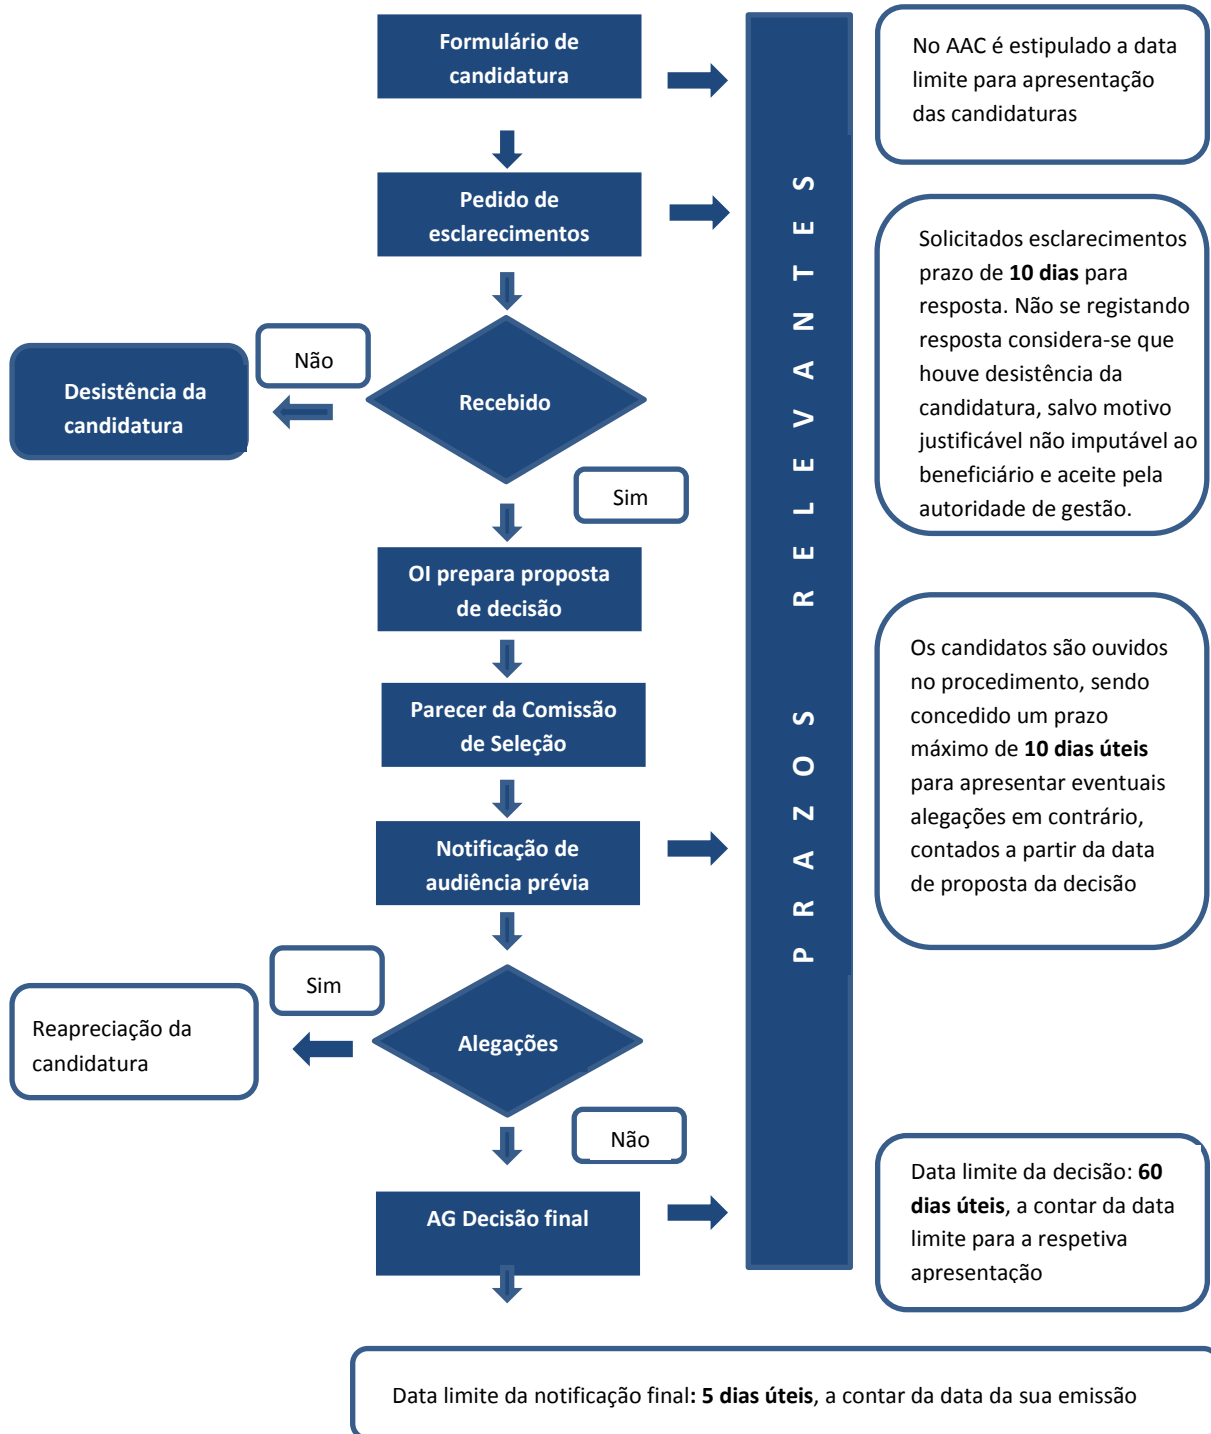 Formulário de
candidatura
No AAC é estipulado a data
limite para apresentação
das candidaturas
Pedido de
esclarecimentos
Solicitados esclarecimentos
prazo de 10 dias para
resposta. Não se registando
resposta considera-se que
houve desistência da
candidatura, salvo motivo
justificável não imputável ao
beneficiário e aceite pela
autoridade de gestão.
Não
Desistência da
candidatura
Recebido
Sim
OI prepara proposta
de decisão
Parecer da Comissão
de Seleção
Notificação de
audiência prévia
Os candidatos são ouvidos
no procedimento, sendo
concedido um prazo
máximo de 10 dias úteis
para apresentar eventuais
alegações em contrário,
contados a partir da data
de proposta da decisão
PRAZOS RELEVANTES
Sim
Reapreciação da
candidatura
Alegações
Não
AG Decisão final
Data limite da decisão: 60
dias úteis, a contar da data
limite para a respetiva
apresentação
Data limite da notificação final: 5 dias úteis, a contar da data da sua emissão